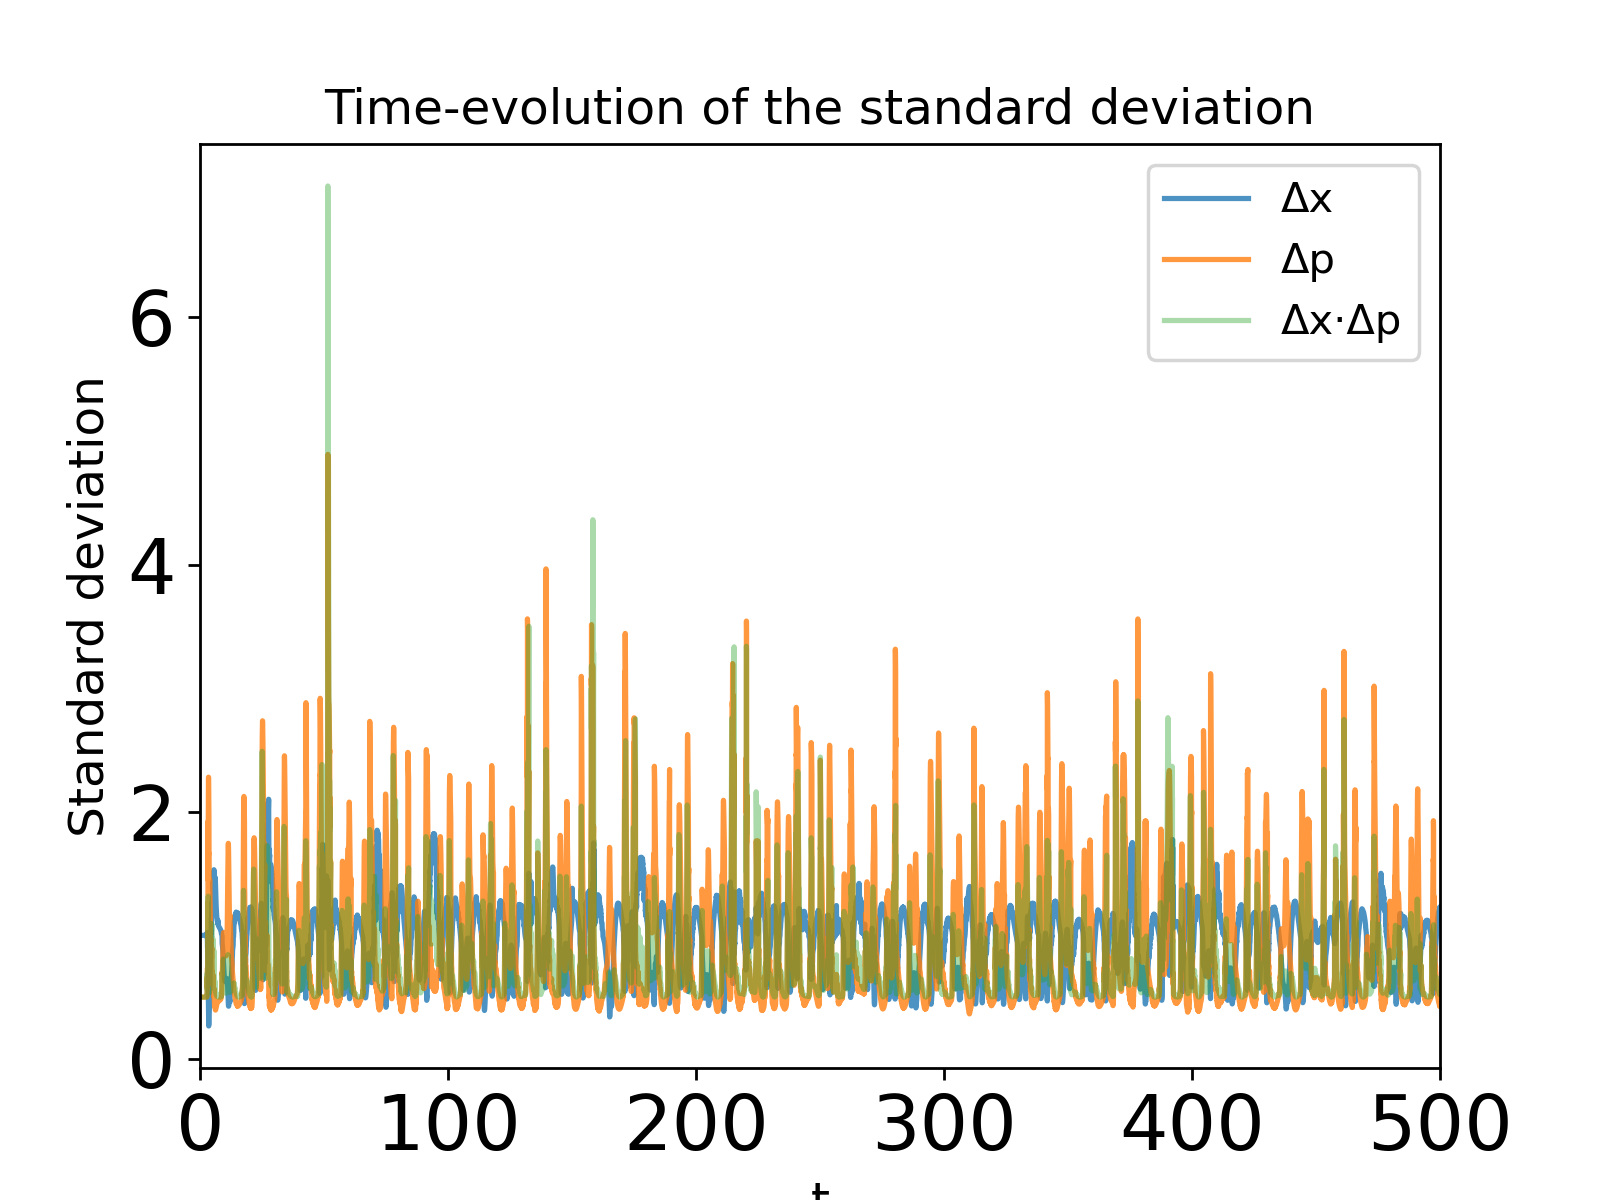 Time-evolution of the standard deviation
Δx
Δp
Δx·Δp
Standard deviation
6
4
2
0
0 100 200 300 400 500
t